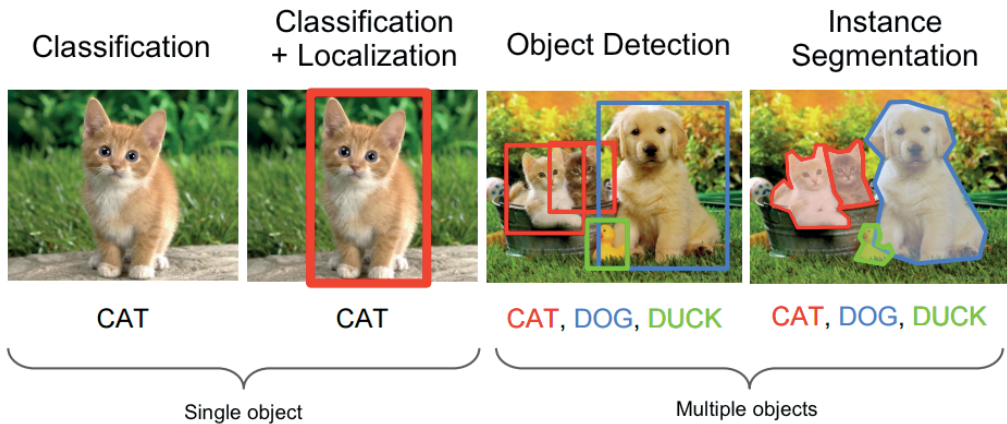 Classification
Classification
+ Localization
Object Detection
Instance
Segmentation
CAT
CAT
CAT, DOG, DUCK
CAT, DOG, DUCK
Single object
Multiple objects